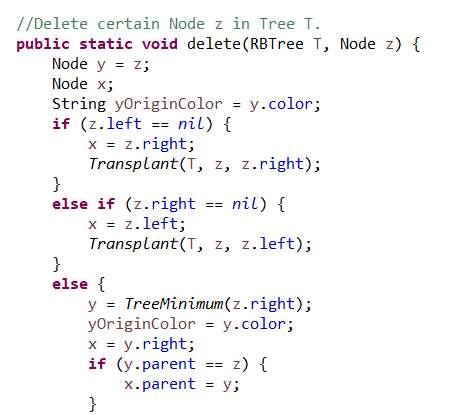 //Delete certain Node z in Tree T.
public static void delete(RBTree T, Node z) {
    Node y = z;
    Node x;
    String yOriginColor = y.color;
    if (z.left == nil) {
        x = z.right;
        Transplant(T, z, z.right);
    }
    else if (z.right == nil) {
        x = z.left;
        Transplant(T, z, z.left);
    }
    else {
        y = TreeMinimum(z.right);
        yOriginColor = y.color;
        x = y.right;
        if (y.parent == z) {
            x.parent = y;
        }